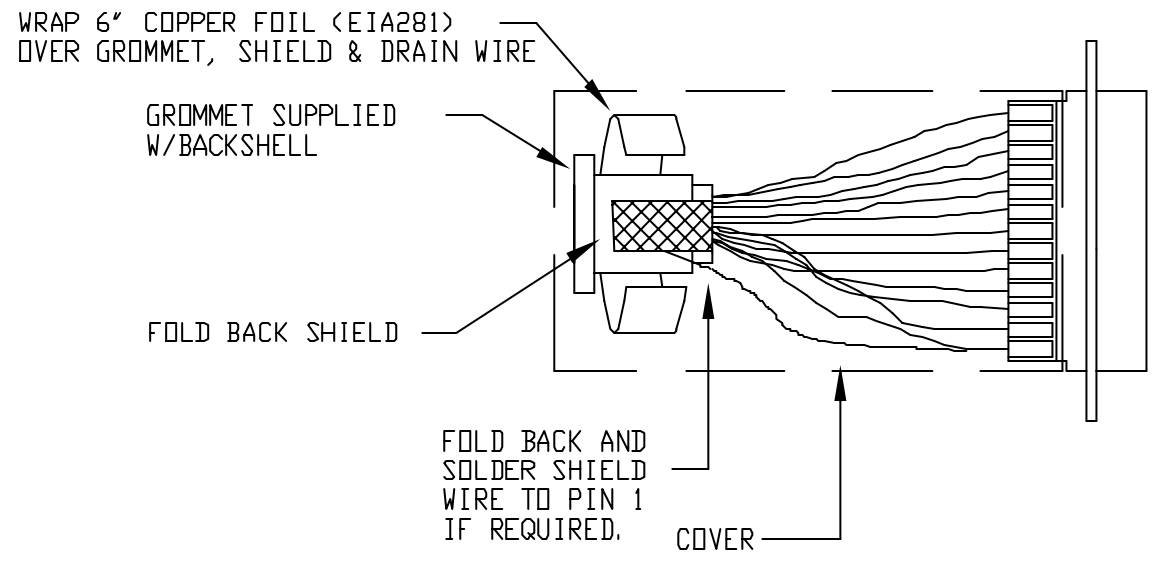 WRAP 6" COPPER FOIL (EIA281)
OVER GROMMET, SHIELD & DRAIN WIRE
GROMMET SUPPLIED
W/BACKSHELL
FOLD BACK SHIELD
FOLD BACK AND
SOLDER SHIELD
WIRE TO PIN 1
IF REQUIRED.
COVER